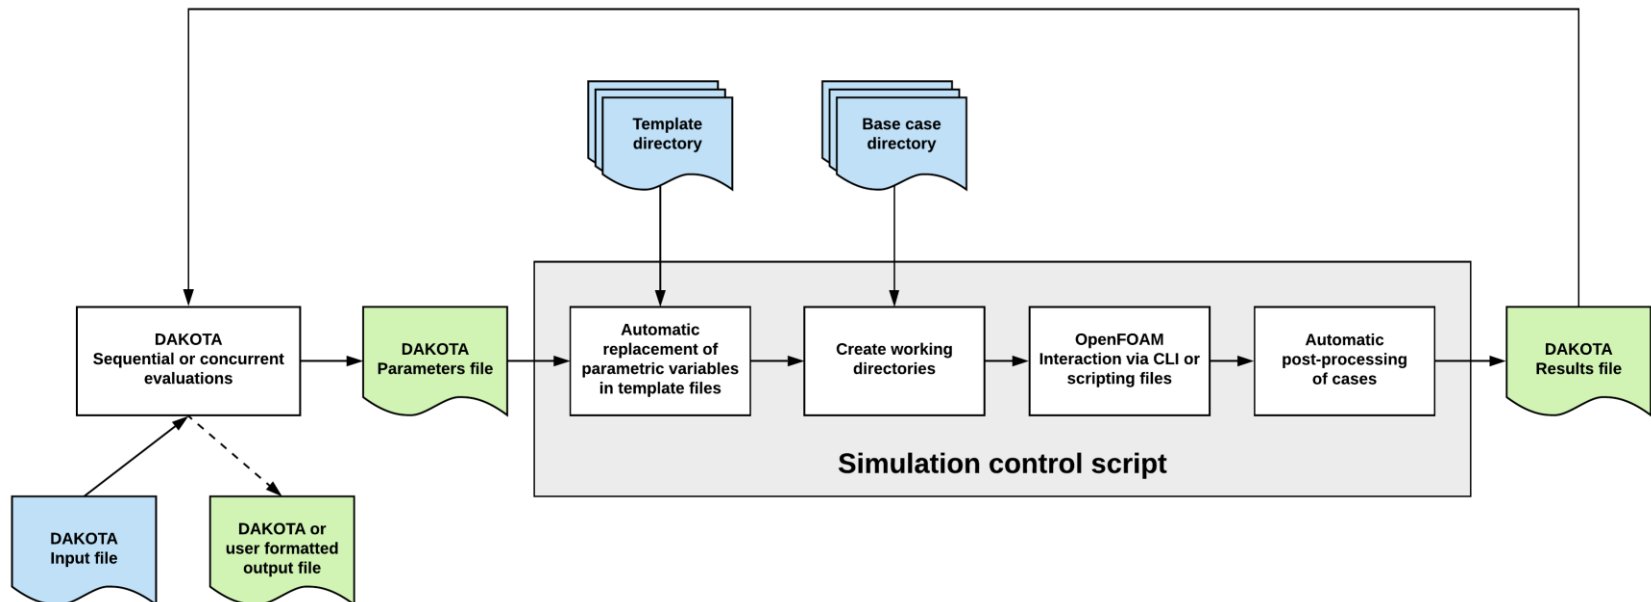 Template
directory
Base case
directory
DAKOTA
Sequential or concurrent
evaluations
DAKOTA
Parameters file
Automatic
replacement of
parametric variables
in template files
Create working
directories
OpenFOAM
Interaction via CLI or
scripting files
Automatic
post-processing
of cases
DAKOTA
Results file
Simulation control script
DAKOTA
Input file
DAKOTA or
user formatted
output file